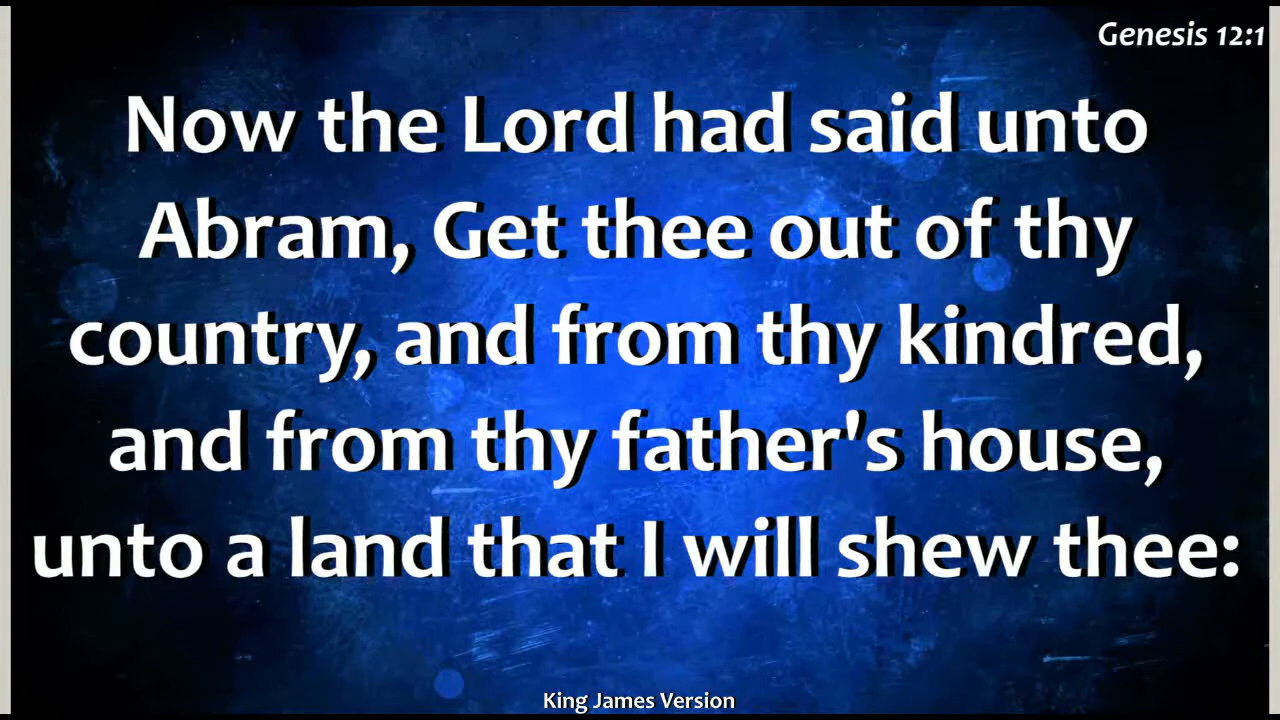 Genesis 12:1
Now the Lord had said unto
Abram, Get thee out of thy
country, and from thy kindred,
and from thy father's house,
unto a land that I will shew thee:
King James Version